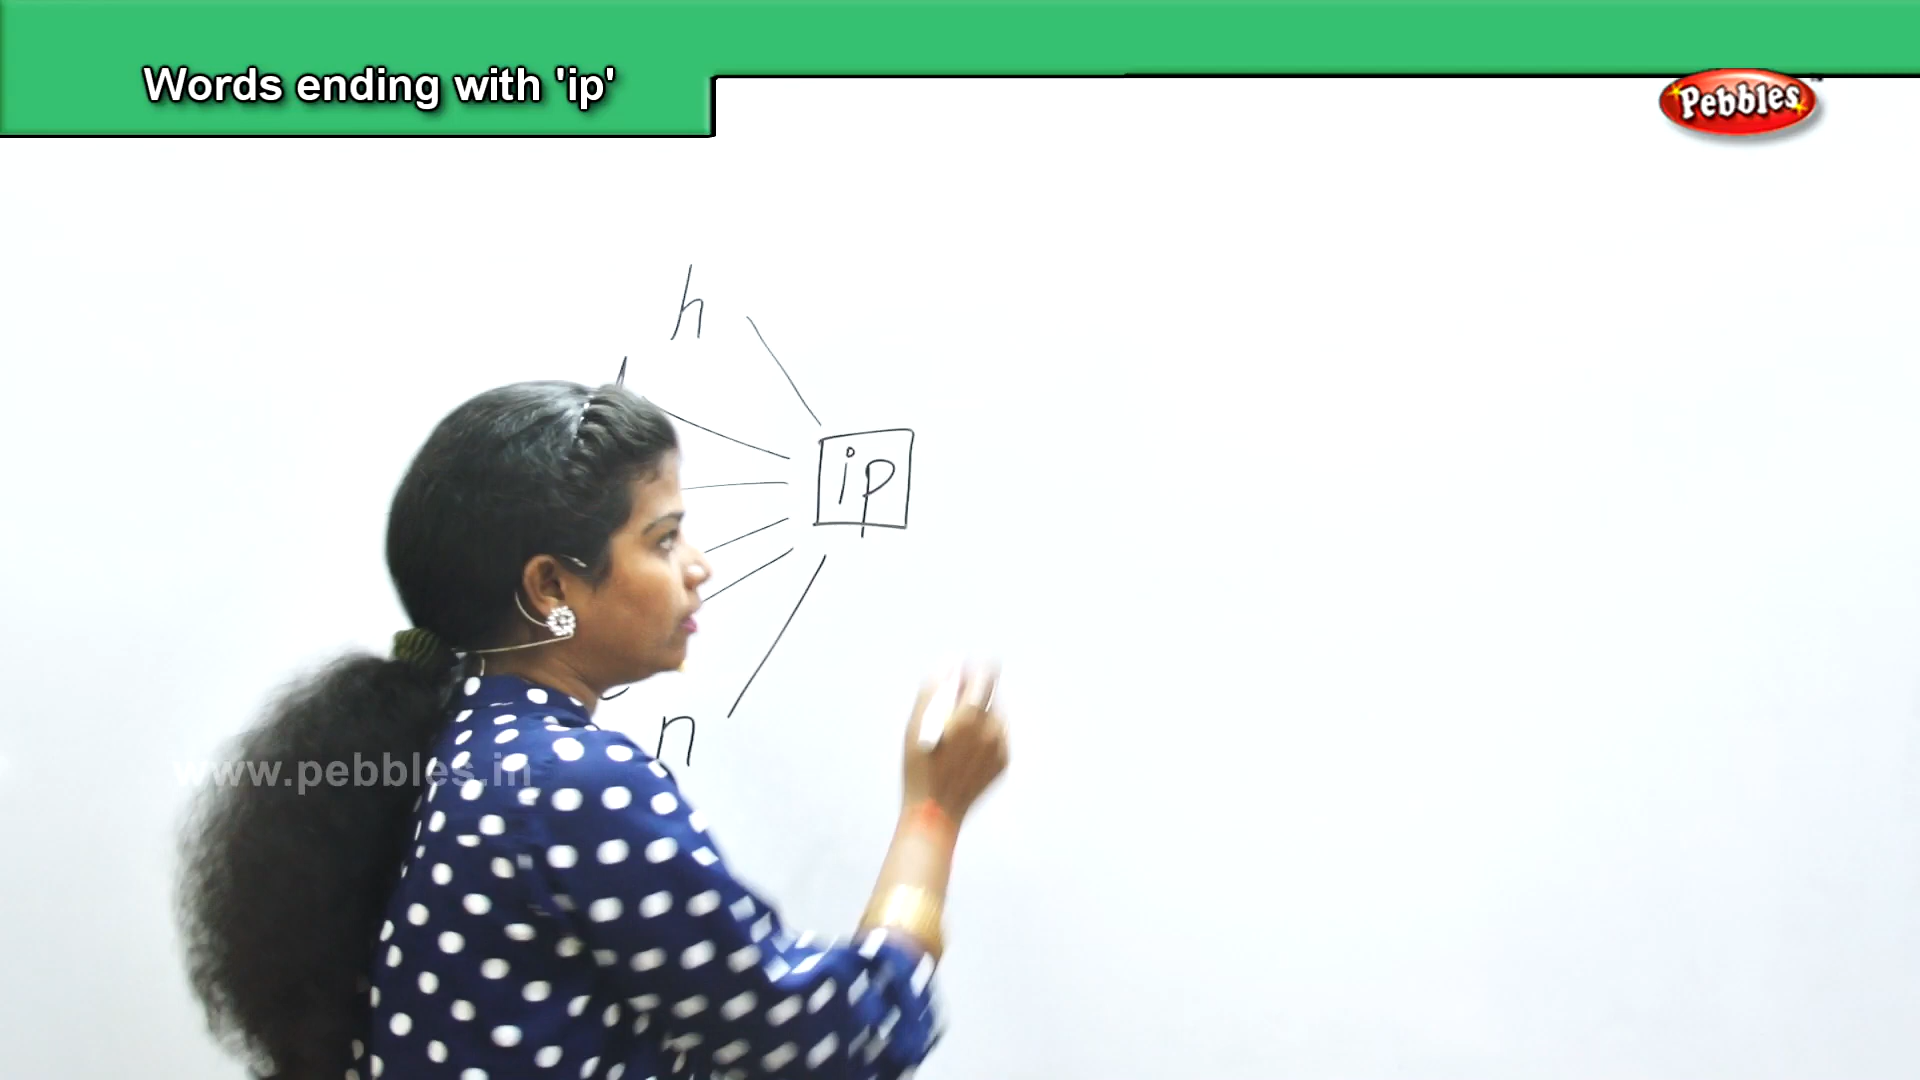 Words ending with 'ip'
Pebbles
h
ip
n
www.pebbles.in